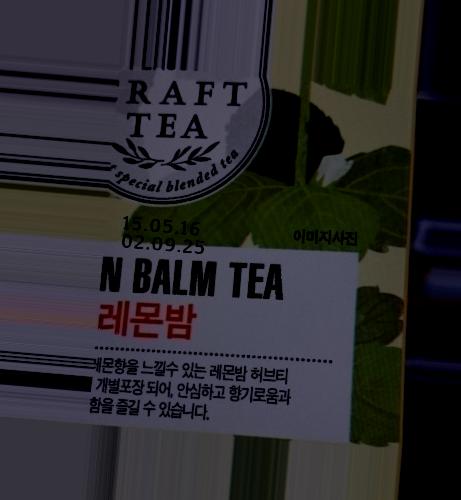 RAFT
TEA
special blended tea
15.05.16
02.09.25
이미지사진
N BALM TEA
레몬밤
레몬향을 느낄수 있는 레몬밤 허브티
개별포장 되어, 안심하고 향기로움과
함을 즐길 수 있습니다.